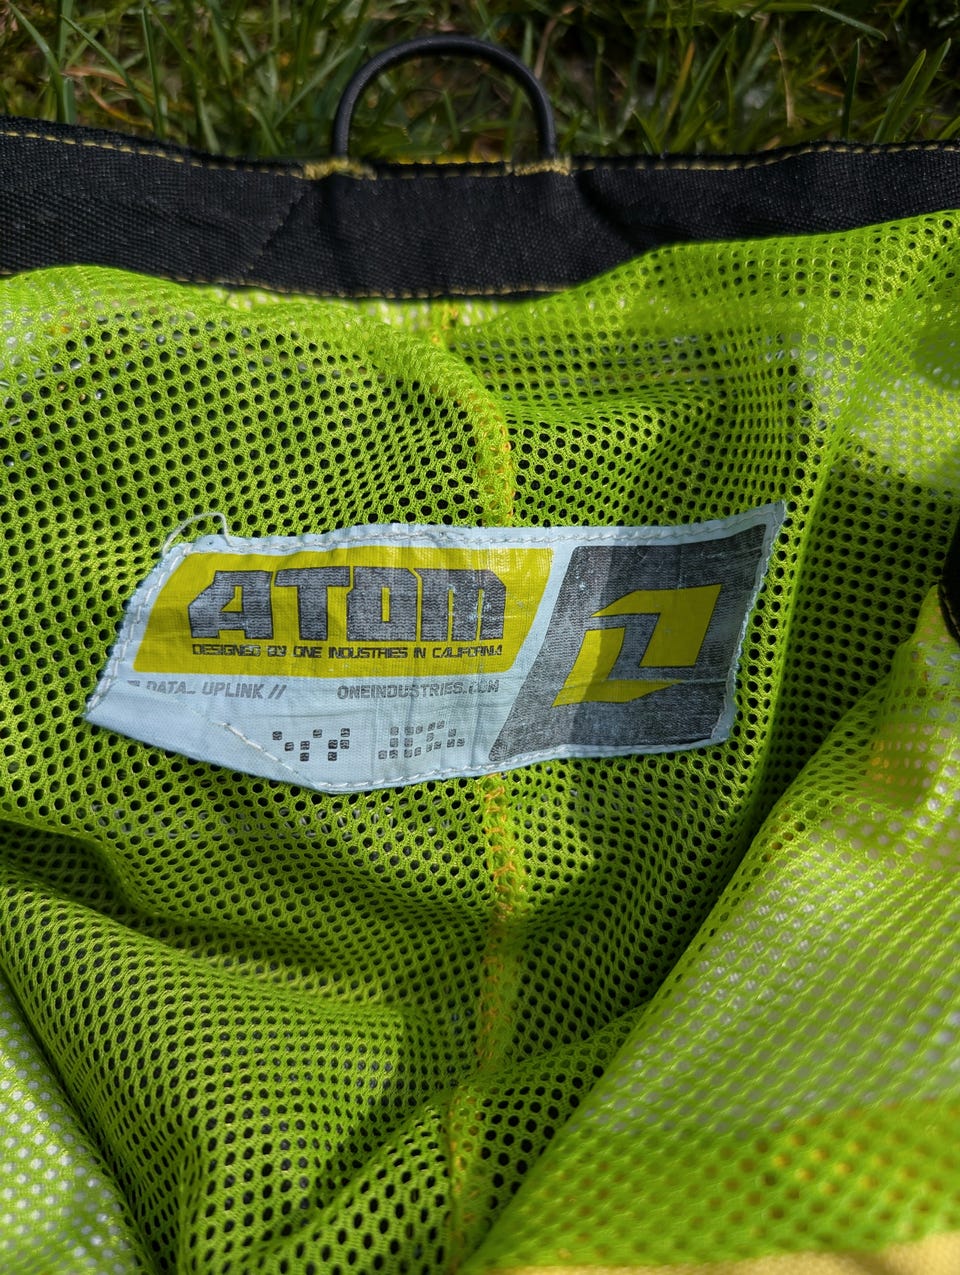 ATOM
DESIGNED BY ONE INDUSTRIES IN CALIFORNIA
DATA_ UPLINK //
ONEINDUSTRIES.COM